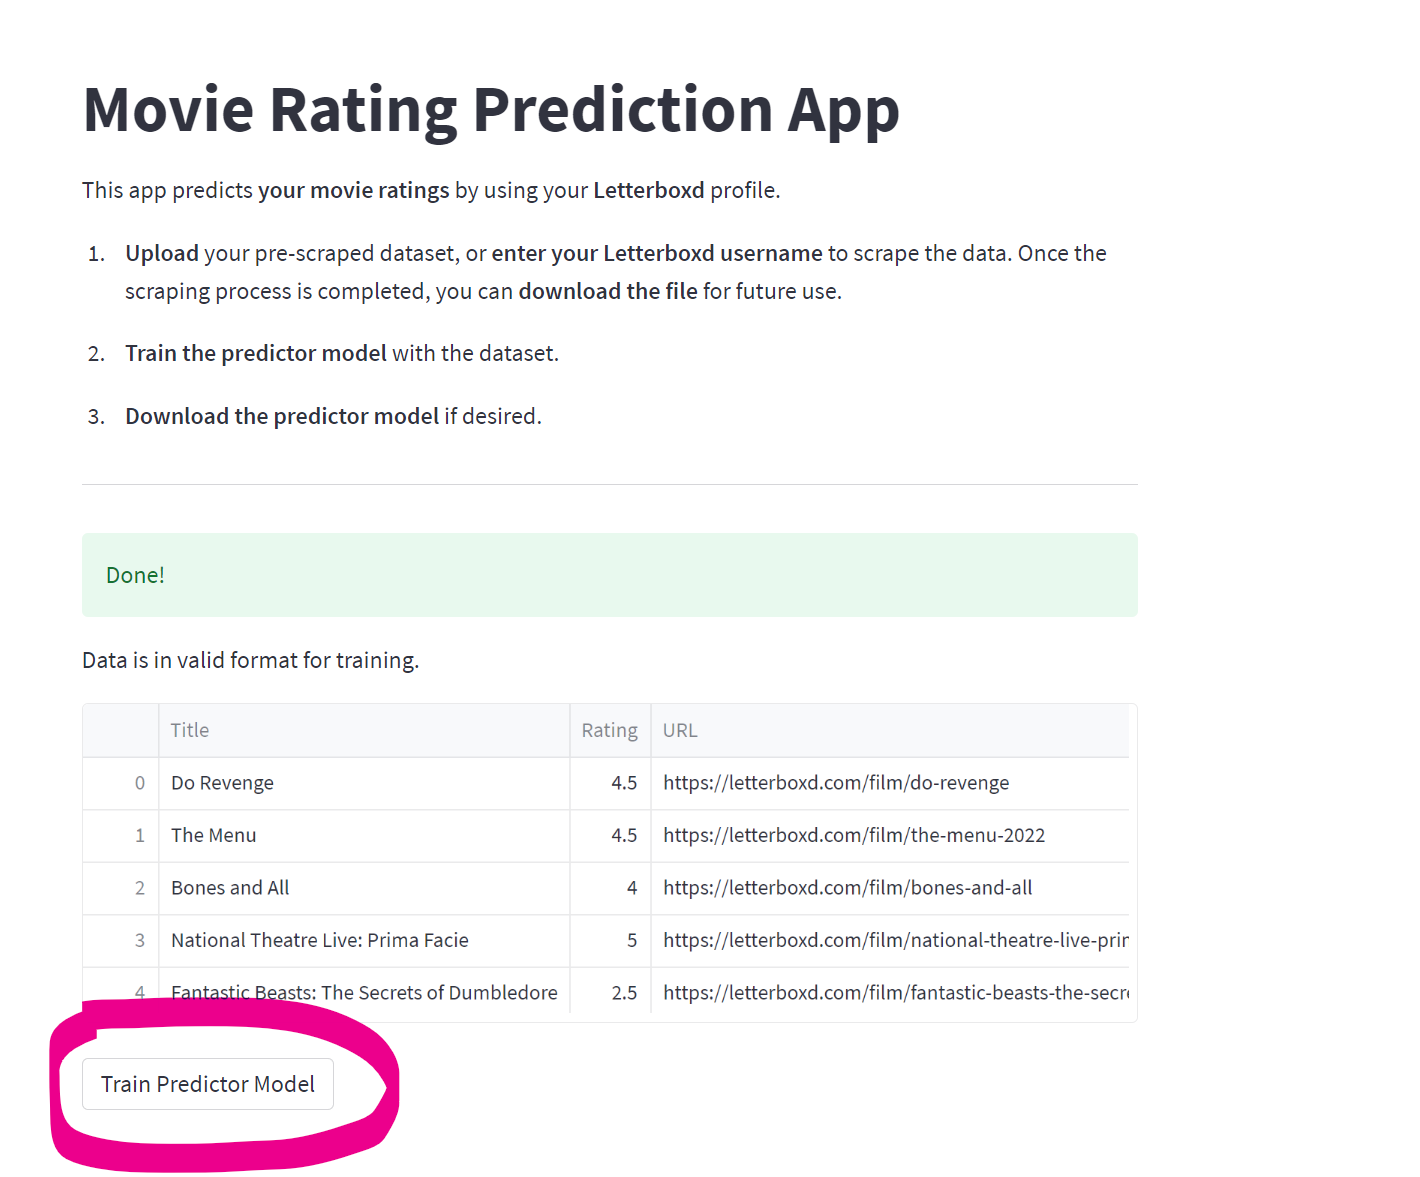 Movie Rating Prediction App
This app predicts your movie ratings by using your Letterboxd profile.
1. Upload your pre-scraped dataset, or enter your Letterboxd username to scrape the data. Once the
scraping process is completed, you can download the file for future use.
2. Train the predictor model with the dataset.
3. Download the predictor model if desired.
Done!
Data is in valid format for training.
Title Rating URL
0 Do Revenge 4.5 https://letterboxd.com/film/do-revenge
1 The Menu 4.5 https://letterboxd.com/film/the-menu-2022
2 Bones and All 4 https://letterboxd.com/film/bones-and-all
3 National Theatre Live: Prima Facie 5 https://letterboxd.com/film/national-theatre-live-prir
4 Fantastic Beasts: The Secrets of Dumbledore 2.5 https://letterboxd.com/film/fantastic-beasts-the-secre
Train Predictor Model